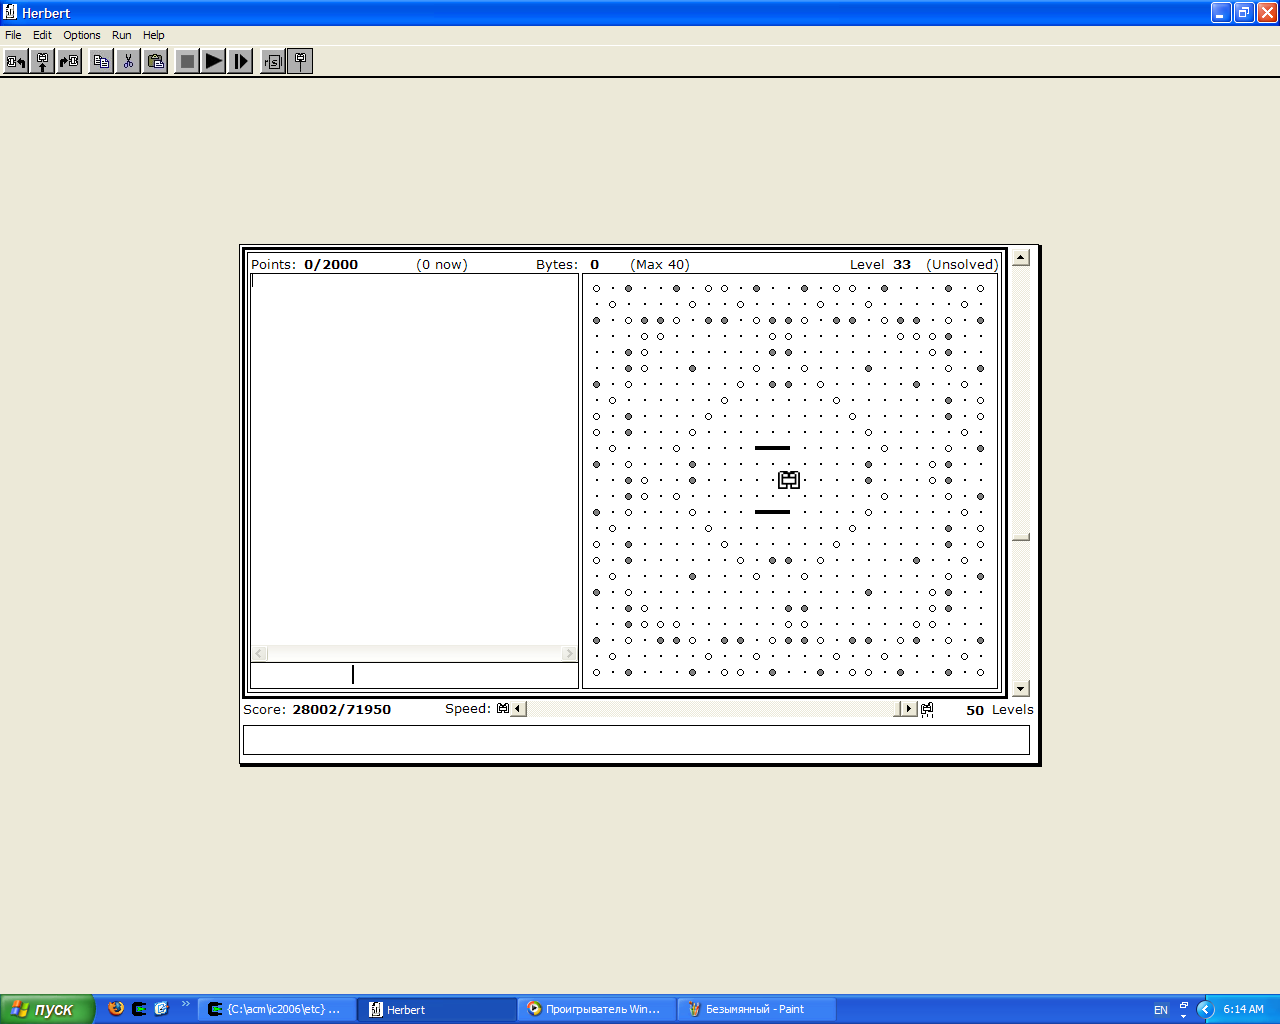 Herbert
File Edit Options Run Help
Points: 0/2000 (0 now) Bytes: 0 (Max 40) Level 33 (Unsolved)
Score: 28002/71950 Speed: 50 Levels
пуск {C:\acm\ic2006\etc} ... Herbert Проигрыватель Win... Безымянный - Paint EN 6:14 AM